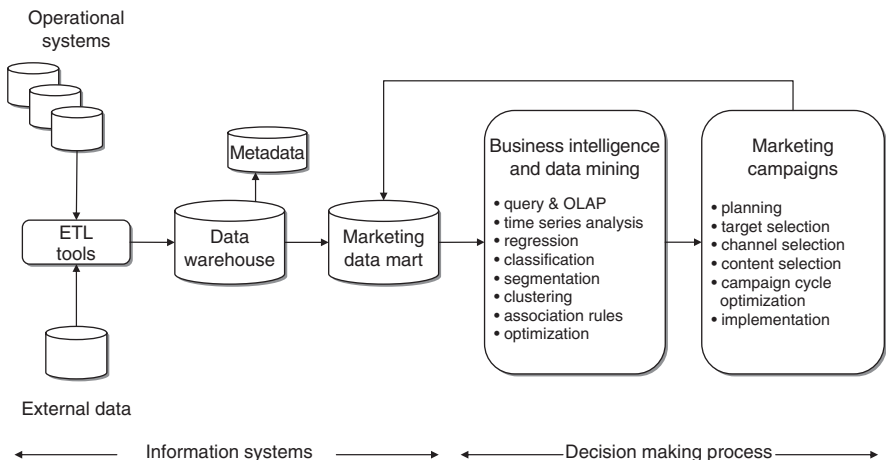 Operational
systems
Metadata
ETL
tools
Data
warehouse
Marketing
data mart
Business intelligence
and data mining
• query & OLAP
• time series analysis
• regression
• classification
• segmentation
• clustering
• association rules
• optimization
Marketing
campaigns
• planning
• target selection
• channel selection
• content selection
• campaign cycle
optimization
• implementation
External data
Information systems
Decision making process